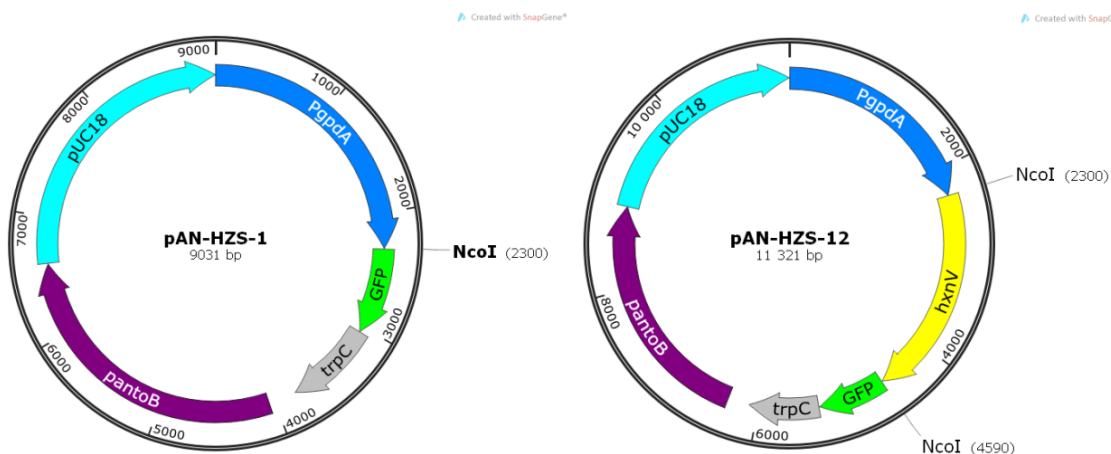 Created with SnapGene®
9000
1000
2000
3000
4000
5000
6000
7000
8000
pUC18
PgpdA
GFP
trpC
pantoB
pAN-HZS-1
9031 bp
NcoI (2300)
Created with SnapG
2000
4000
6000
8000
10 000
pUC18
PgpdA
hxnV
GFP
trpC
pantoB
pAN-HZS-12
11 321 bp
NcoI (2300)
NcoI (4590)